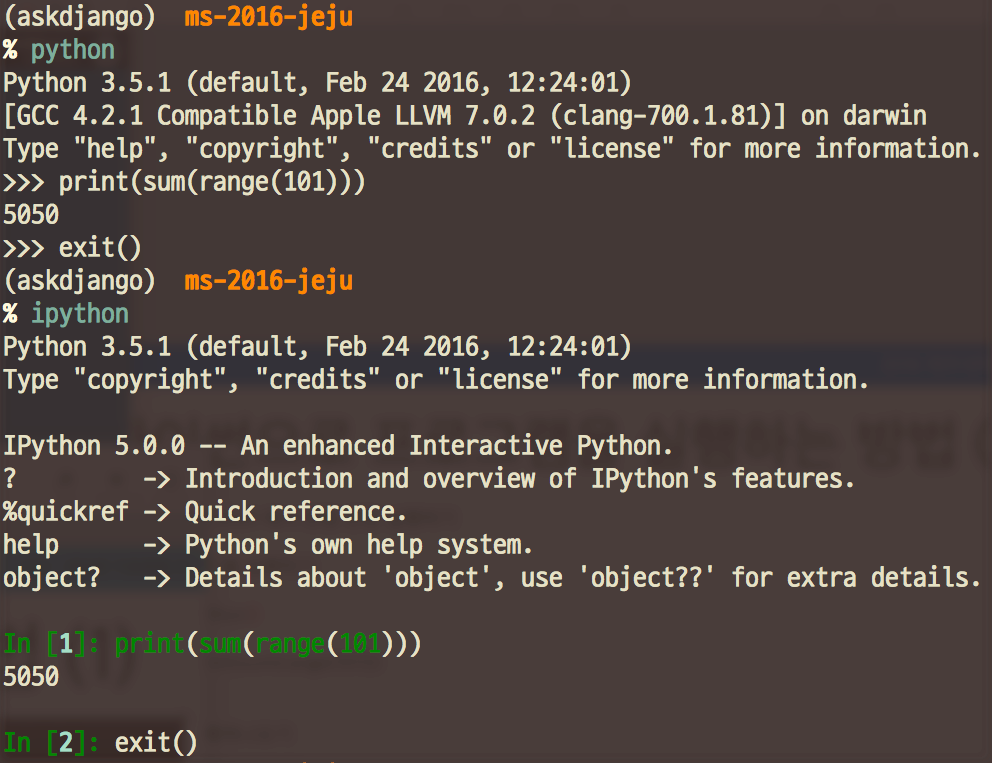 (askdjango) ms-2016-jeju
% python
Python 3.5.1 (default, Feb 24 2016, 12:24:01)
[GCC 4.2.1 Compatible Apple LLVM 7.0.2 (clang-700.1.81)] on darwin
Type "help", "copyright", "credits" or "license" for more information.
>>> print(sum(range(101)))
5050
>>> exit()
(askdjango) ms-2016-jeju
% ipython
Python 3.5.1 (default, Feb 24 2016, 12:24:01)
Type "copyright", "credits" or "license" for more information.

IPython 5.0.0 -- An enhanced Interactive Python.
?         -> Introduction and overview of IPython's features.
%quickref -> Quick reference.
help      -> Python's own help system.
object?   -> Details about 'object', use 'object??' for extra details.

In [1]: print(sum(range(101)))
5050

In [2]: exit()